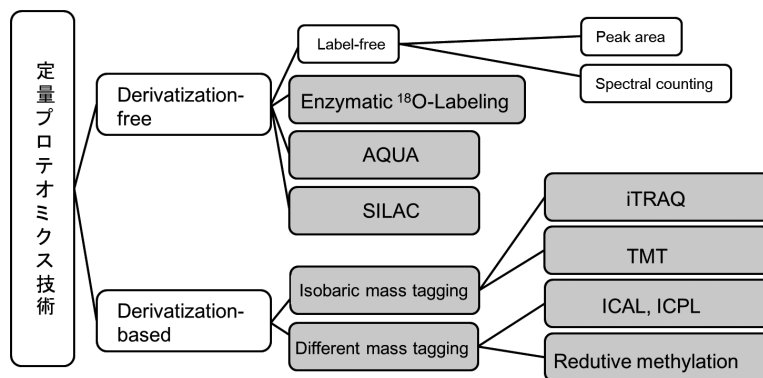 定量プロテオミクス技術
Derivatization-
free
Label-free
Peak area
Spectral counting
Enzymatic ¹⁸O-Labeling
AQUA
SILAC
Derivatization-
based
Isobaric mass tagging
iTRAQ
TMT
Different mass tagging
ICAL, ICPL
Redutive methylation